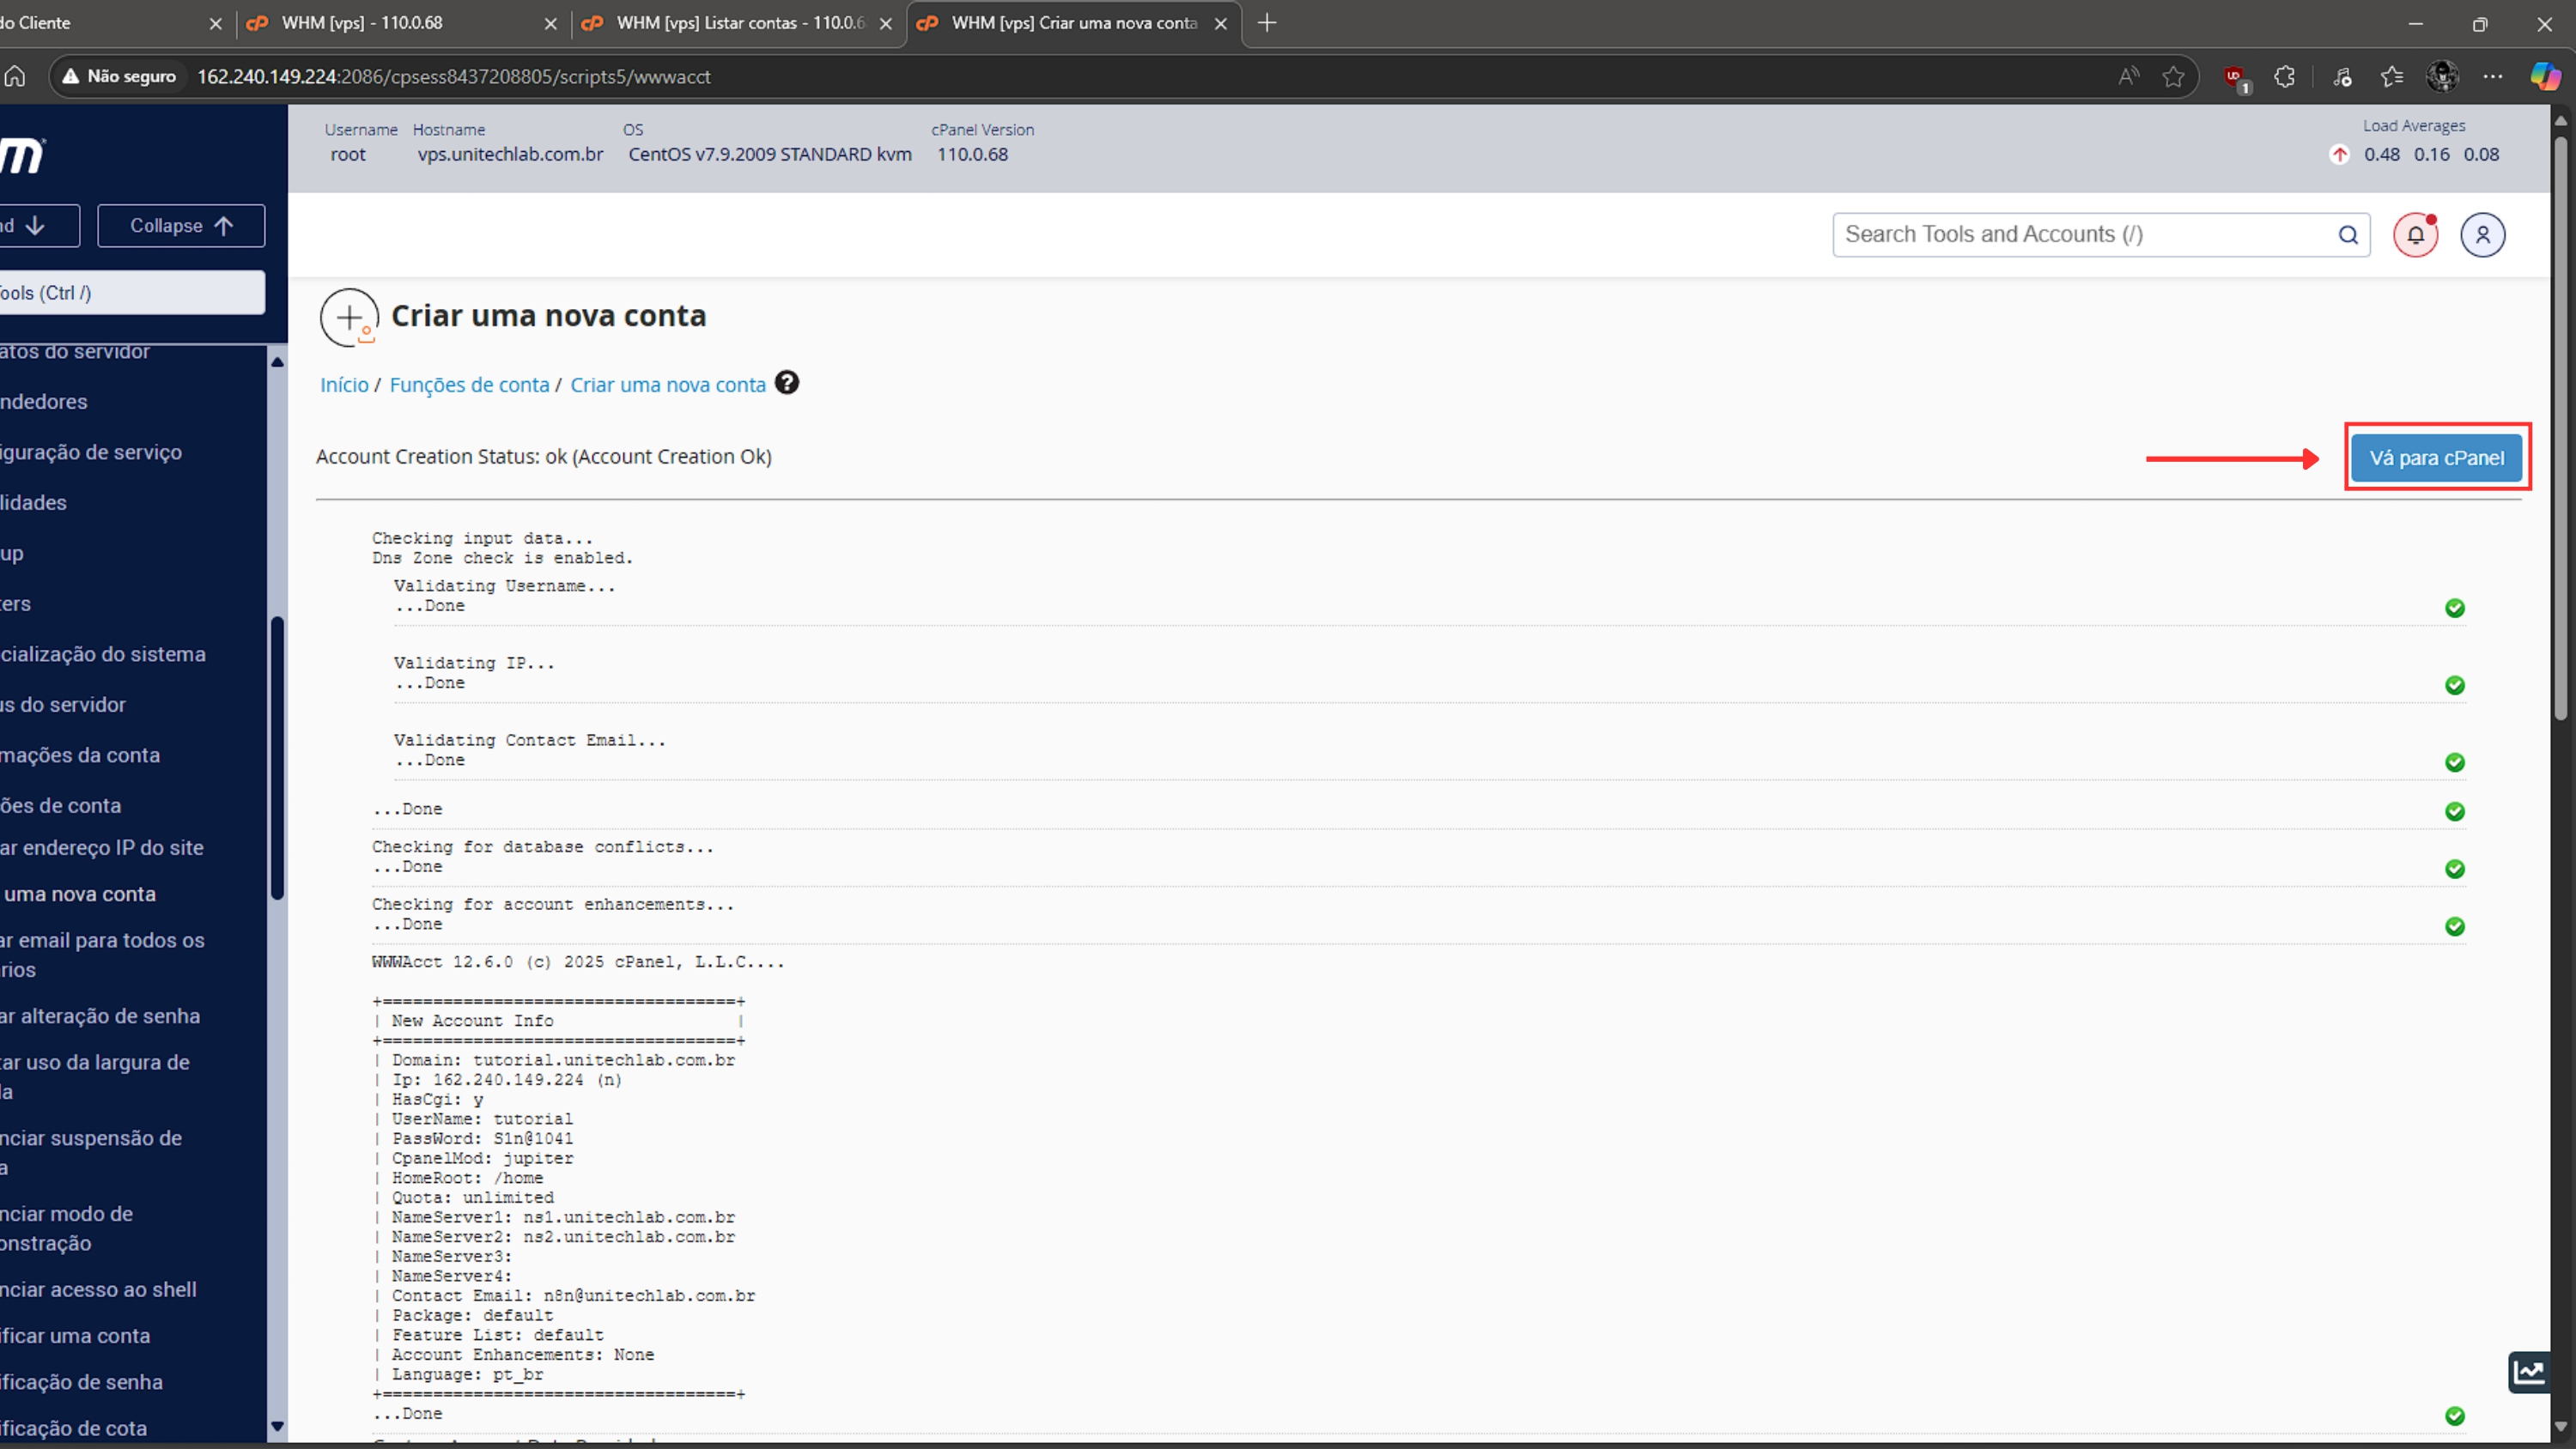 do Cliente
WHM [vps] - 110.0.68
WHM [vps] Listar contas - 110.0.6
WHM [vps] Criar uma nova conta
Não seguro
162.240.149.224:2086/cpsess8437208805/scripts5/wwwacct
UD
1
m
Username
root
Hostname
vps.unitechlab.com.br
OS
CentOS v7.9.2009 STANDARD kvm
cPanel Version
110.0.68
Load Averages
0.48 0.16 0.08
nd
Collapse
ools (Ctrl /)
Search Tools and Accounts (/)
atos do servidor
ndedores
iguração de serviço
lidades
up
ters
cialização do sistema
us do servidor
mações da conta
ões de conta
ar endereço IP do site
uma nova conta
ar email para todos os
rios
ar alteração de senha
tar uso da largura de
da
nciar suspensão de
a
nciar modo de
onstração
nciar acesso ao shell
ificar uma conta
ificação de senha
ificação de cota
Criar uma nova conta
Início / Funções de conta / Criar uma nova conta ?
Account Creation Status: ok (Account Creation Ok)
Vá para cPanel
Checking input data...
Dns Zone check is enabled.
Validating Username...
...Done
Validating IP...
...Done
Validating Contact Email...
...Done
...Done
Checking for database conflicts...
...Done
Checking for account enhancements...
...Done
WWWAcct 12.6.0 (c) 2025 cPanel, L.L.C....
+===================================+
| New Account Info |
+===================================+
| Domain: tutorial.unitechlab.com.br
| Ip: 162.240.149.224 (n)
| HasCgi: y
| UserName: tutorial
| PassWord: S1n@1041
| CpanelMod: jupiter
| HomeRoot: /home
| Quota: unlimited
| NameServer1: ns1.unitechlab.com.br
| NameServer2: ns2.unitechlab.com.br
| NameServer3:
| NameServer4:
| Contact Email: n8n@unitechlab.com.br
| Package: default
| Feature List: default
| Account Enhancements: None
| Language: pt_br
+===================================+
...Done